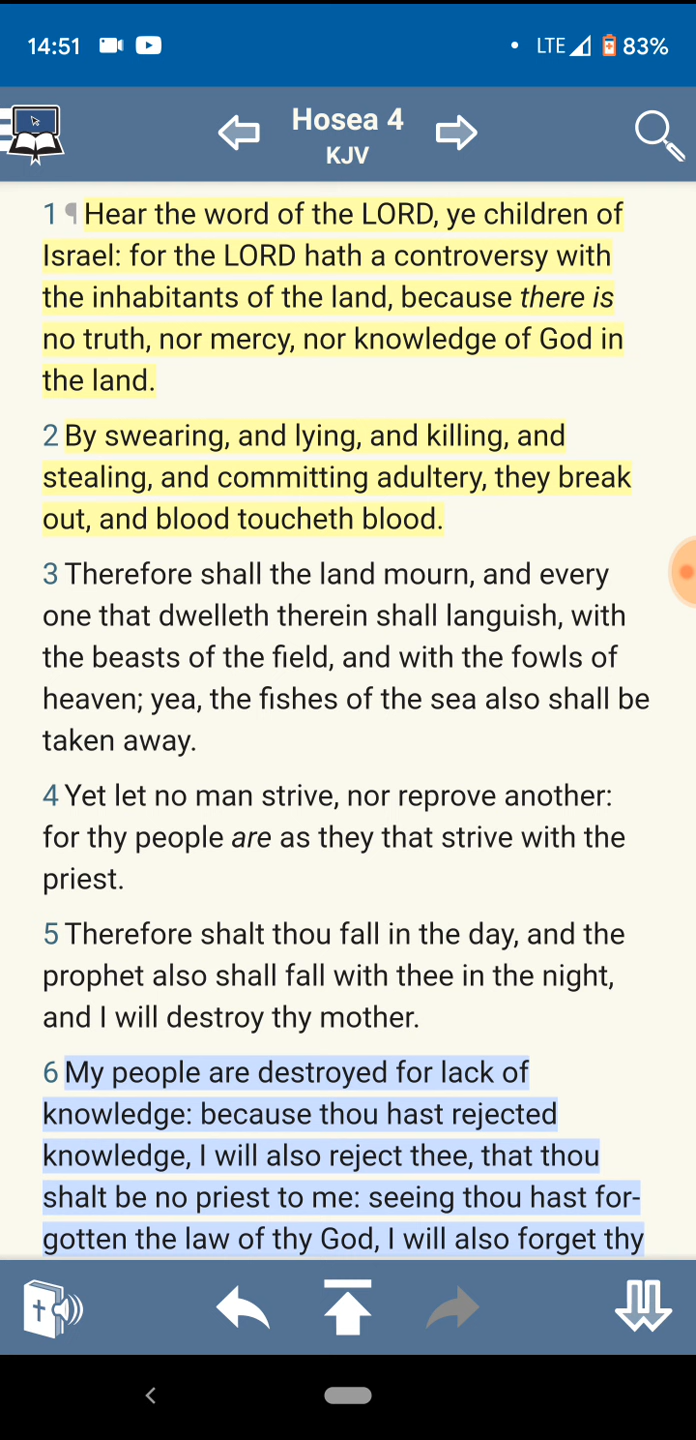 14:51 LTE 83%
Hosea 4
KJV
1 ¶ Hear the word of the LORD, ye children of
Israel: for the LORD hath a controversy with
the inhabitants of the land, because there is
no truth, nor mercy, nor knowledge of God in
the land.
2 By swearing, and lying, and killing, and
stealing, and committing adultery, they break
out, and blood toucheth blood.
3 Therefore shall the land mourn, and every
one that dwelleth therein shall languish, with
the beasts of the field, and with the fowls of
heaven; yea, the fishes of the sea also shall be
taken away.
4 Yet let no man strive, nor reprove another:
for thy people are as they that strive with the
priest.
5 Therefore shalt thou fall in the day, and the
prophet also shall fall with thee in the night,
and I will destroy thy mother.
6 My people are destroyed for lack of
knowledge: because thou hast rejected
knowledge, I will also reject thee, that thou
shalt be no priest to me: seeing thou hast for-
gotten the law of thy God, I will also forget thy